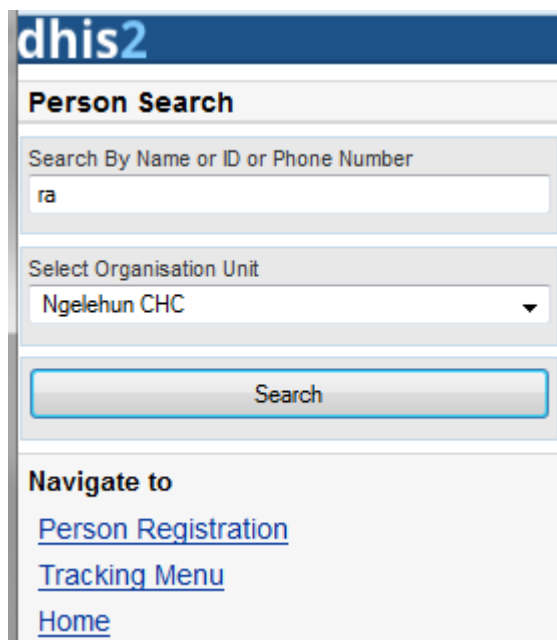 dhis2
Person Search
Search By Name or ID or Phone Number
ra
Select Organisation Unit
Ngelehun CHC
Search
Navigate to
Person Registration
Tracking Menu
Home